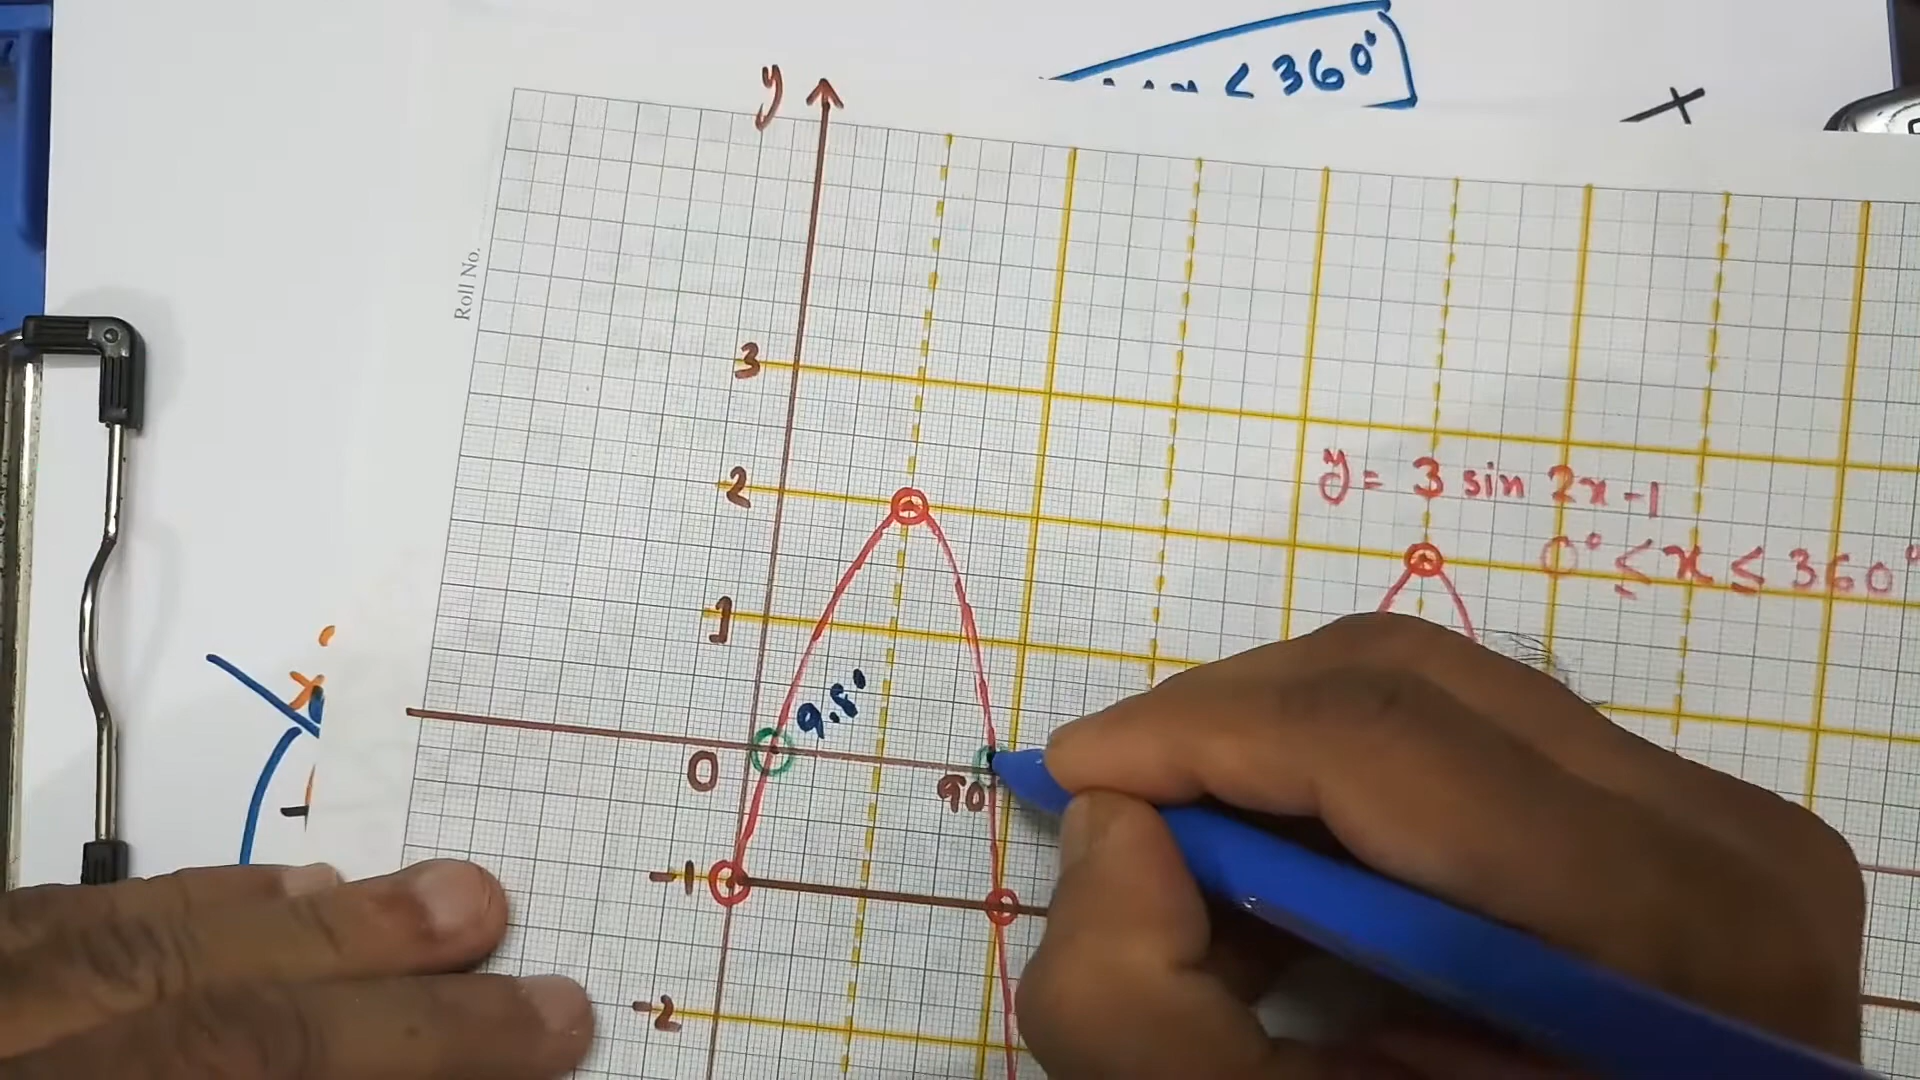 < 360°
y
Roll No.
3
y = 3 sin 2x - 1
2
0° ≤ x ≤ 360°
1
9.8°
0
90
-1
-2